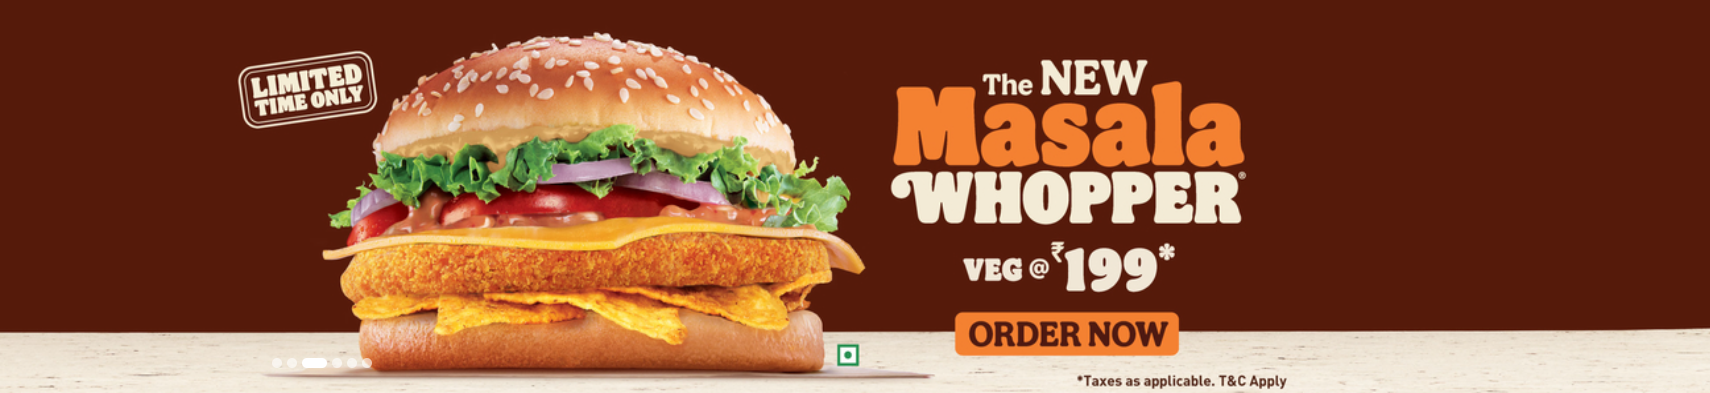 LIMITED
TIME ONLY
The NEW
Masala
WHOPPER®
VEG @ ₹199*
ORDER NOW
*Taxes as applicable. T&C Apply